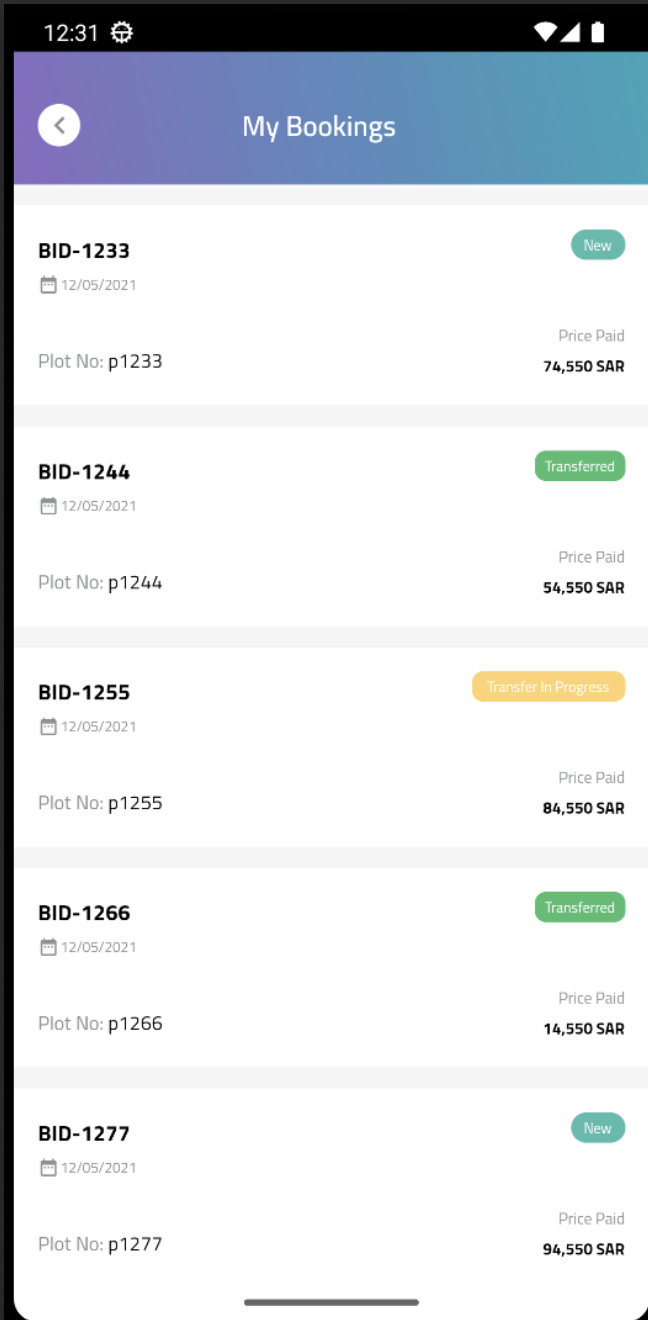 12:31
My Bookings
BID-1233
New
12/05/2021
Price Paid
Plot No: p1233
74,550 SAR
BID-1244
Transferred
12/05/2021
Price Paid
Plot No: p1244
54,550 SAR
BID-1255
Transfer In Progress
12/05/2021
Price Paid
Plot No: p1255
84,550 SAR
BID-1266
Transferred
12/05/2021
Price Paid
Plot No: p1266
14,550 SAR
BID-1277
New
12/05/2021
Price Paid
Plot No: p1277
94,550 SAR